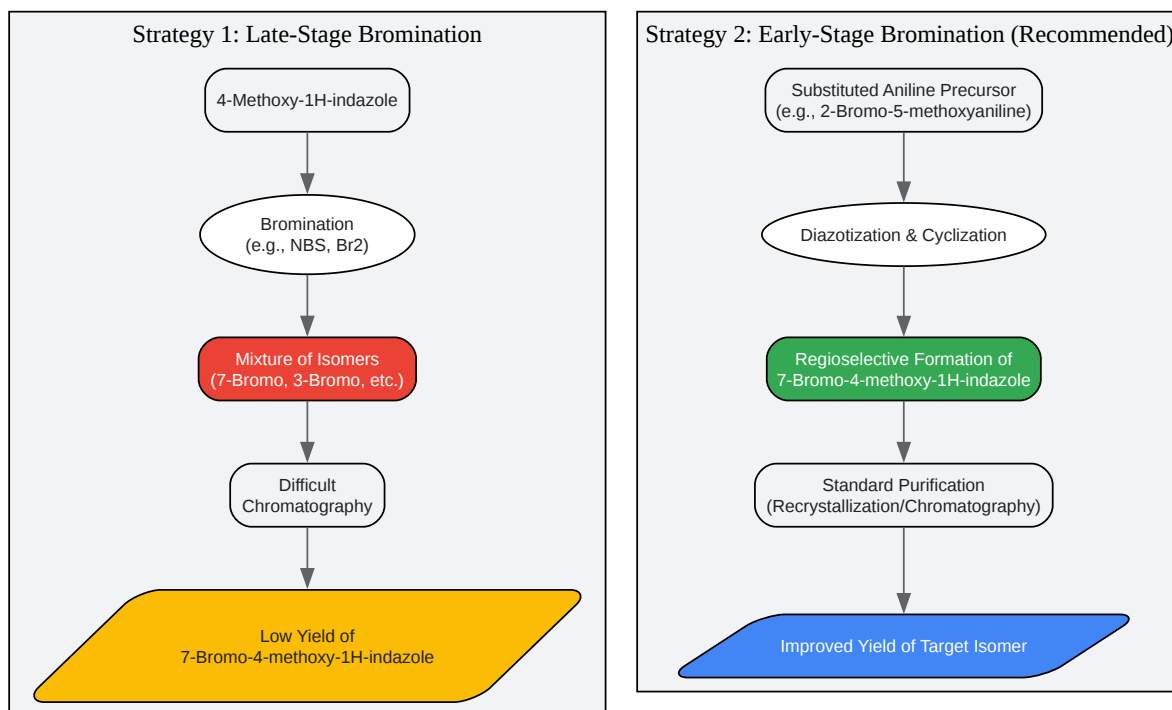 Strategy 1: Late-Stage Bromination
4-Methoxy-1H-indazole
Bromination
(e.g., NBS, Br2)
Mixture of Isomers
(7-Bromo, 3-Bromo, etc.)
Difficult
Chromatography
Low Yield of
7-Bromo-4-methoxy-1H-indazole
Strategy 2: Early-Stage Bromination (Recommended)
Substituted Aniline Precursor
(e.g., 2-Bromo-5-methoxyaniline)
Diazotization & Cyclization
Regioselective Formation of
7-Bromo-4-methoxy-1H-indazole
Standard Purification
(Recrystallization/Chromatography)
Improved Yield of Target Isomer